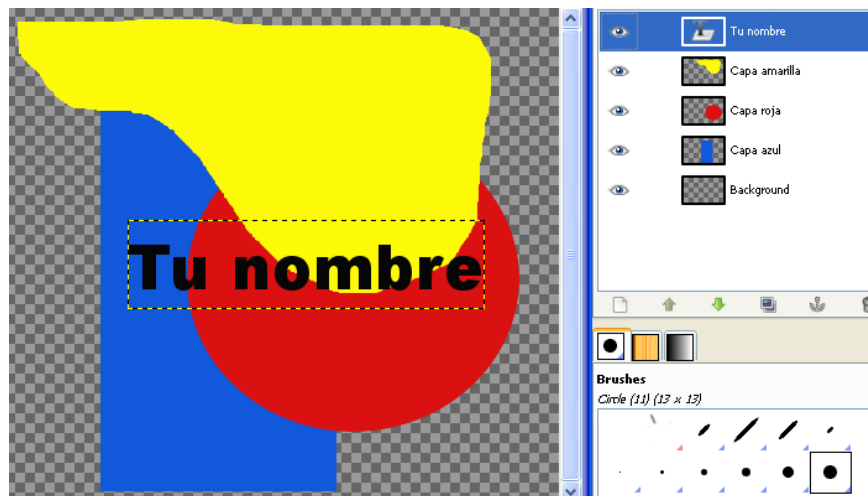 Tu nombre
Tu nombre
Capa amarilla
Capa roja
Capa azul
Background
Brushes
Circle (11) (13 × 13)